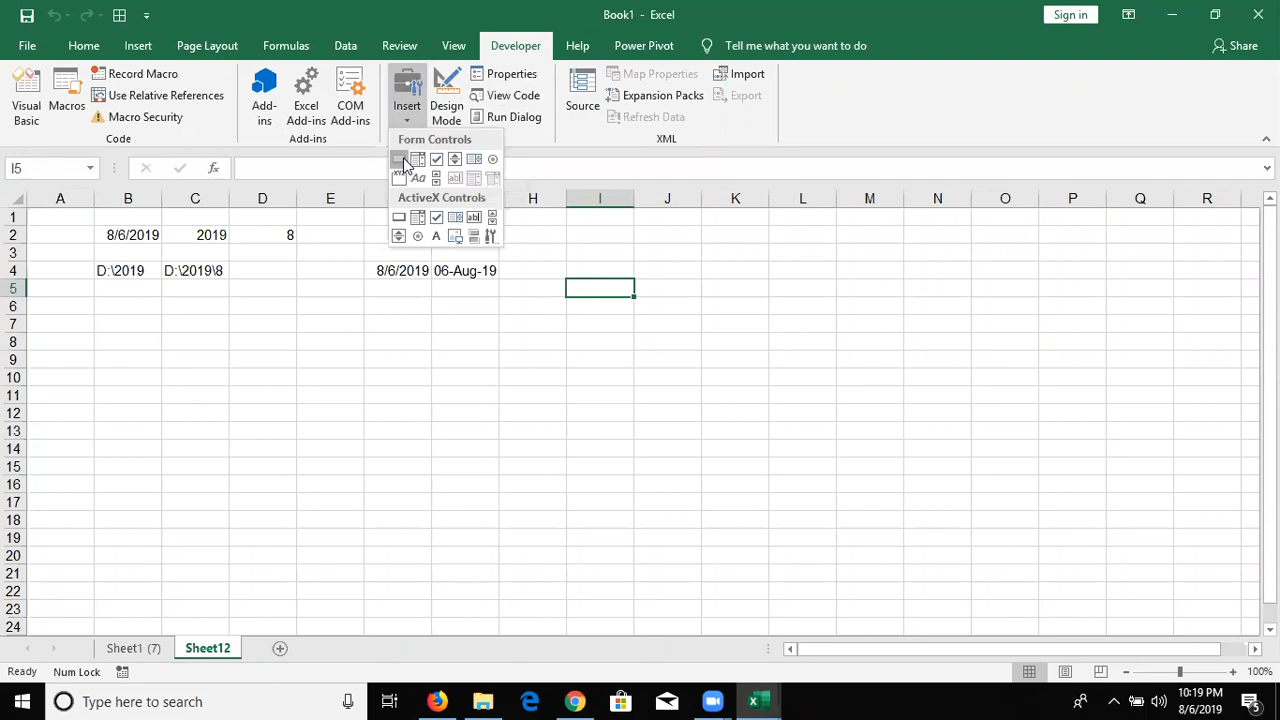 Book1 - Excel
Sign in
File Home Insert Page Layout Formulas Data Review View Developer Help Power Pivot Tell me what you want to do Share
Visual Basic
Macros
Record Macro
Use Relative References
Macro Security
Code
Add-ins
Excel Add-ins
COM Add-ins
Add-ins
Insert
Design Mode
Properties
View Code
Run Dialog
Source
Map Properties
Expansion Packs
Refresh Data
Import
Export
XML
Form Controls
Aa
ab|
ActiveX Controls
ab|
A
I5
fx
A B C D E H I J K L M N O P Q R
1
2 8/6/2019 2019 8
3
4 D:\2019 D:\2019\8 8/6/2019 06-Aug-19
5
6
7
8
9
10
11
12
13
14
15
16
17
18
19
20
21
22
23
24
Sheet1 (7) Sheet12
Ready Num Lock 100%
Type here to search
10:19 PM
8/6/2019
5